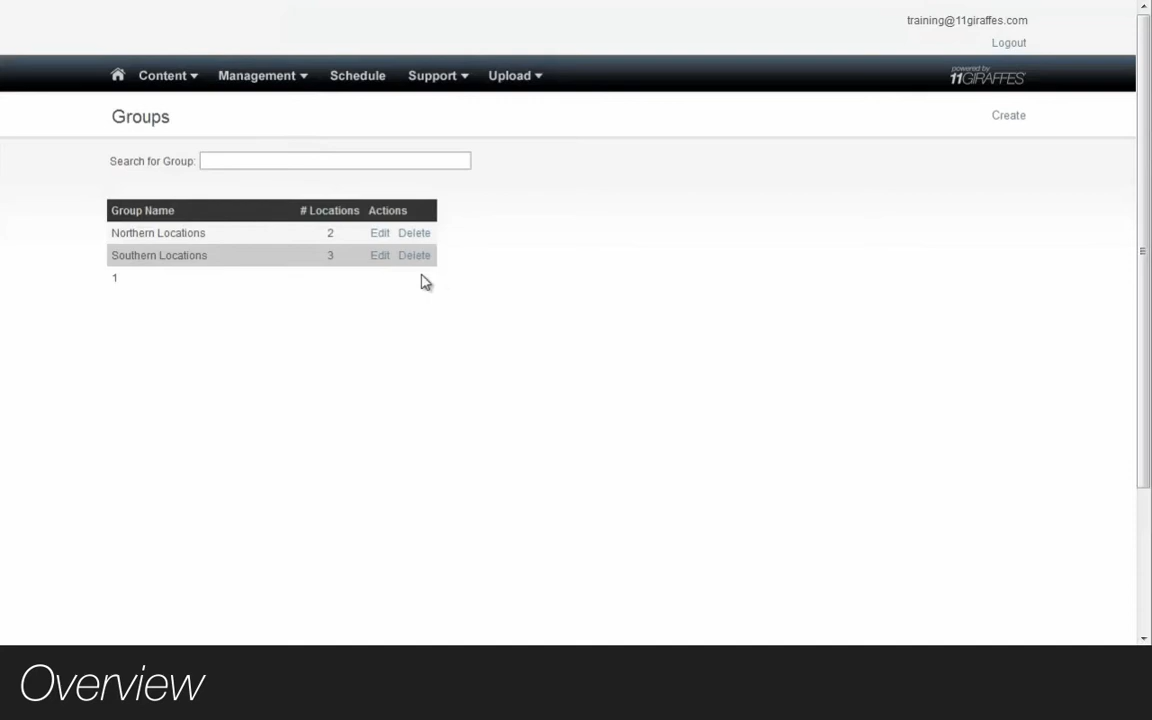 training@11giraffes.com
Logout
Content Management Schedule Support Upload
powered by
11GIRAFFES
Groups Create
Search for Group:
Group Name # Locations Actions
Northern Locations 2 Edit Delete
Southern Locations 3 Edit Delete
1
Overview